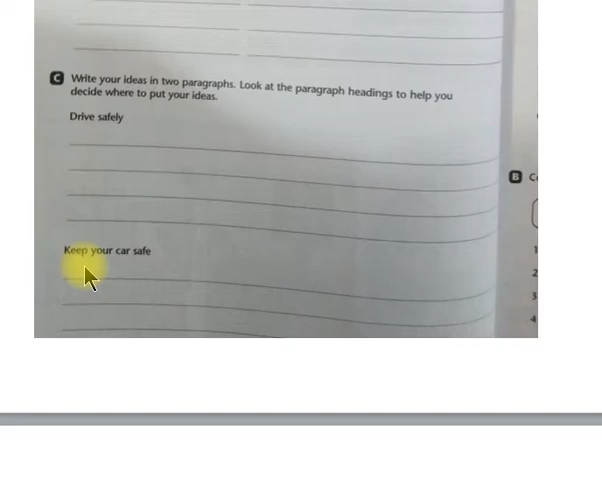 C Write your ideas in two paragraphs. Look at the paragraph headings to help you
decide where to put your ideas.
Drive safely
B
Keep your car safe
1
2
3
4